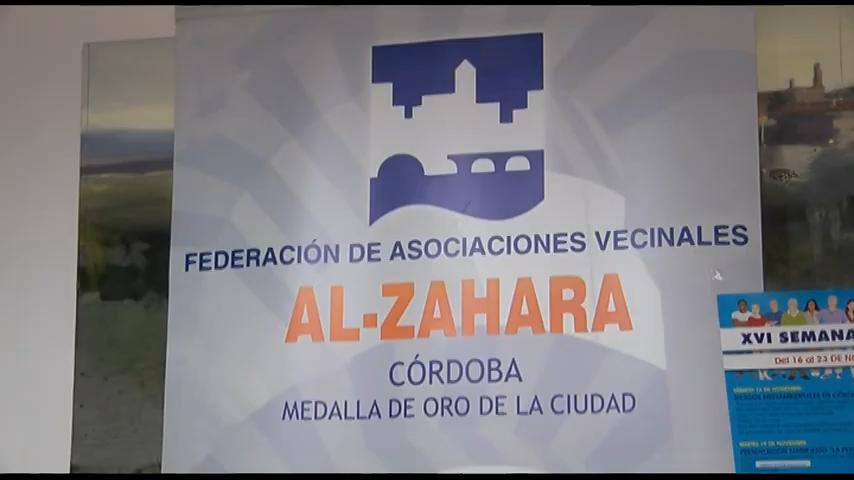 FEDERACIÓN DE ASOCIACIONES VECINALES
AL-ZAHARA
CÓRDOBA
MEDALLA DE ORO DE LA CIUDAD
XVI SEMANA
Del 16 al 23 DE